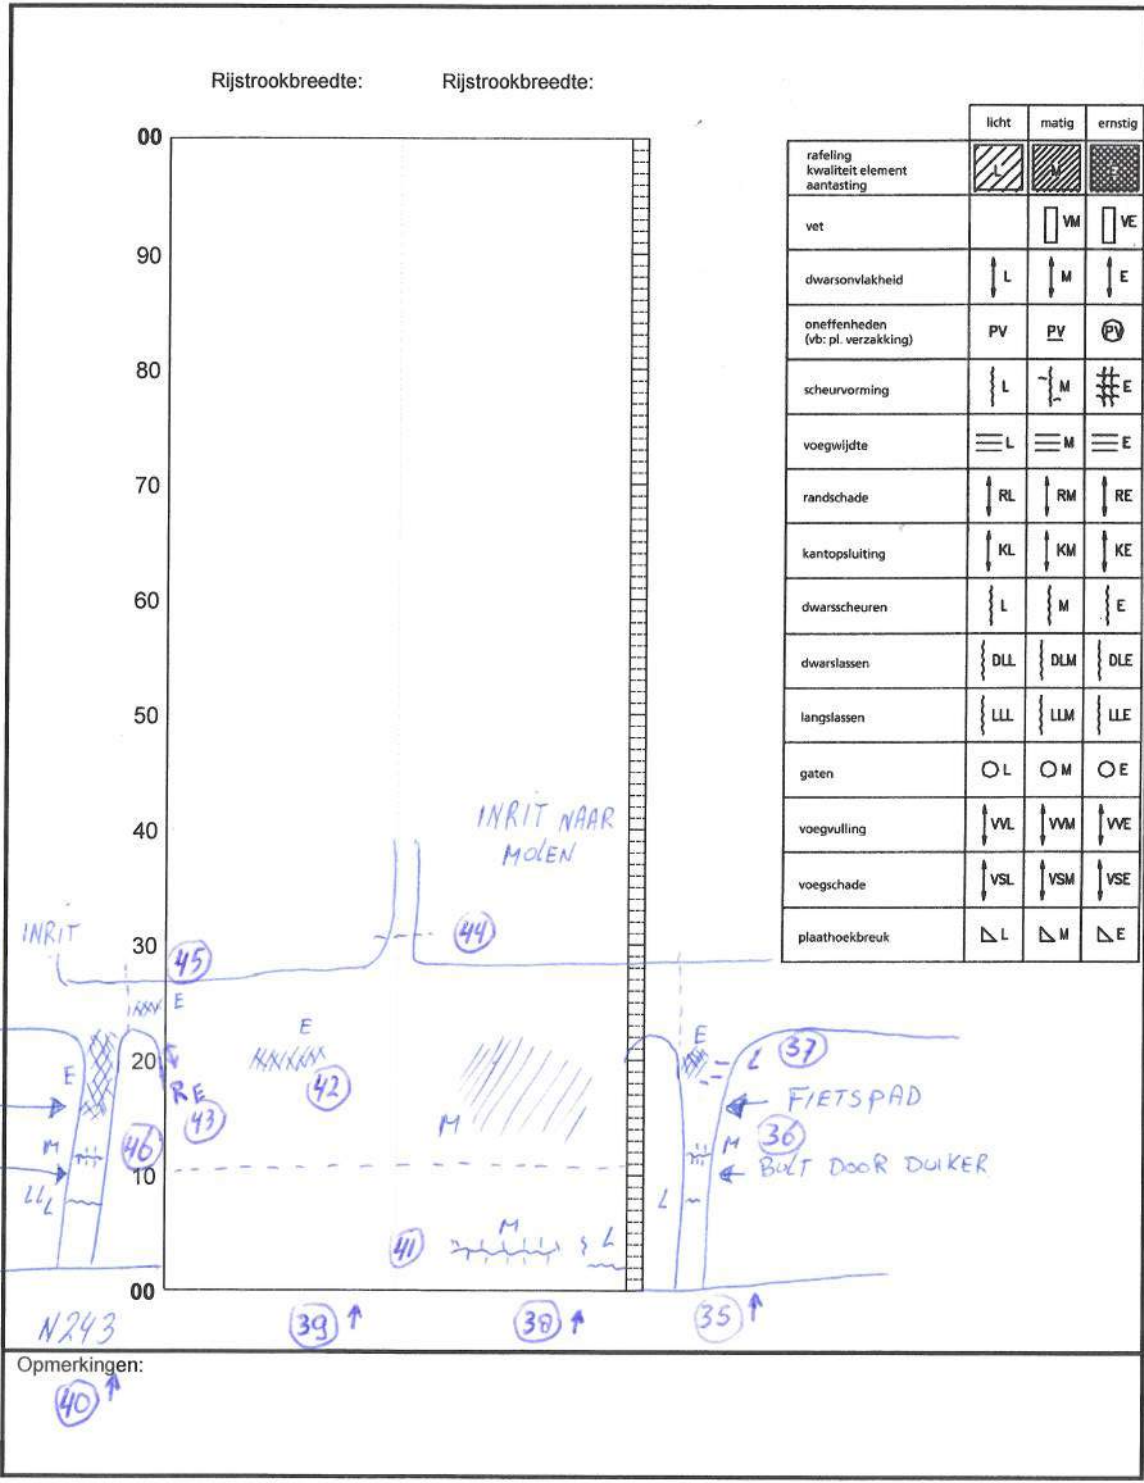 Rijstrookbreedte: Rijstrookbreedte:
licht matig ernstig
rafeling
kwaliteit element
aantasting
L M E
vet VM VE
dwarsonvlakheid L M E
oneffenheden
(vb: pl. verzakking)
PV PV PV
scheurvorming L M E
voegwijdte L M E
randschade RL RM RE
kantopsluiting KL KM KE
dwarsscheuren L M E
dwarslassen DLL DLM DLE
langslassen LLL LLM LLE
gaten L M E
voegvulling VVL VVM VVE
voegschade VSL VSM VSE
plaathoekbreuk L M E
00
90
80
70
60
50
40
30
20
10
00
INRIT NAAR
MOLEN
INRIT
45
44
E
E
E
L 37
E
42
RE
43
FIETSPAD
M
46
M
M 36
BULT DOOR DUIKER
LLL
L
41
M
L
N243
39
38
35
Opmerkingen:
40